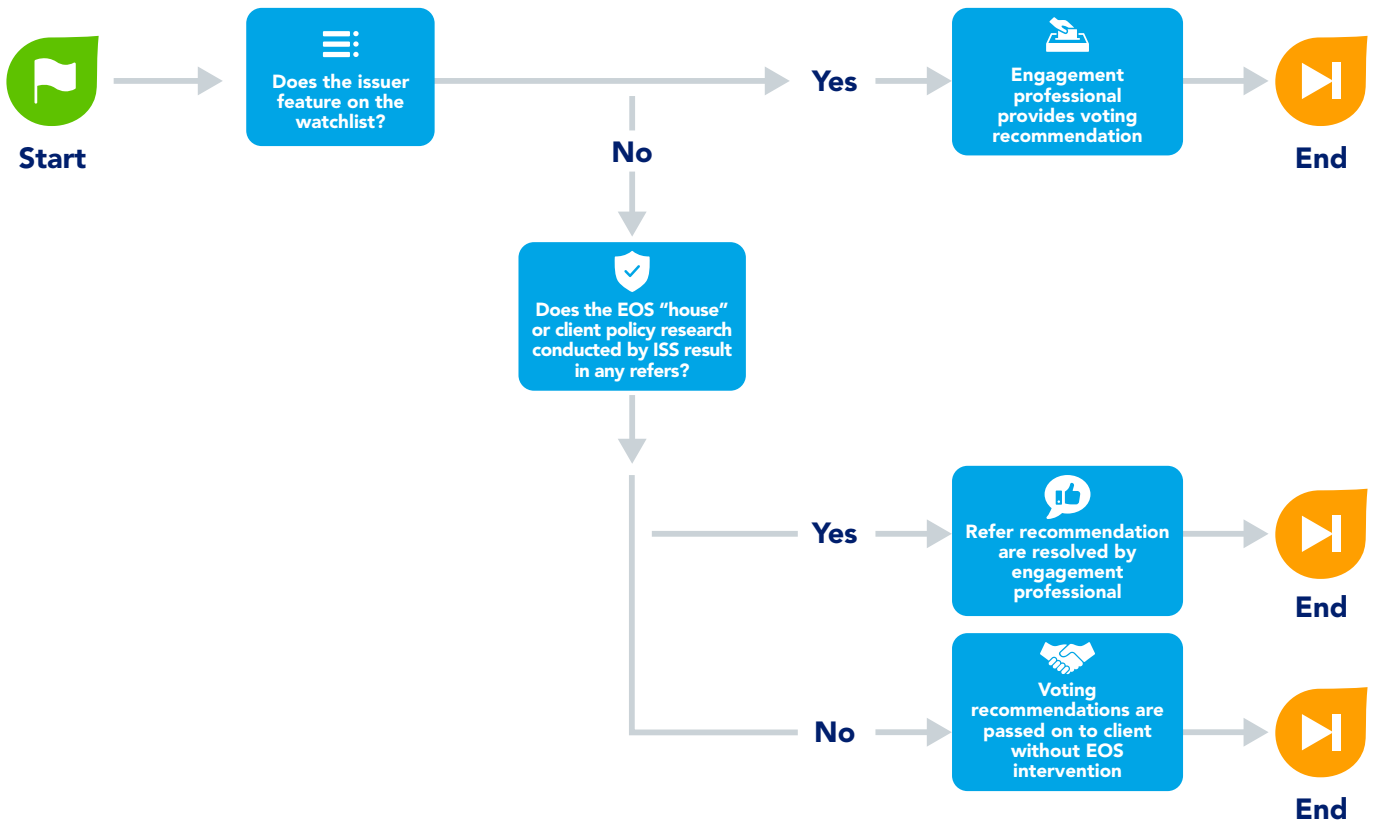 Start
Does the issuer
feature on the
watchlist?
Yes
Engagement
professional
provides voting
recommendation
End
No
Does the EOS “house”
or client policy research
conducted by ISS result
in any refers?
Yes
Refer recommendation
are resolved by
engagement
professional
End
No
Voting
recommendations are
passed on to client
without EOS
intervention
End